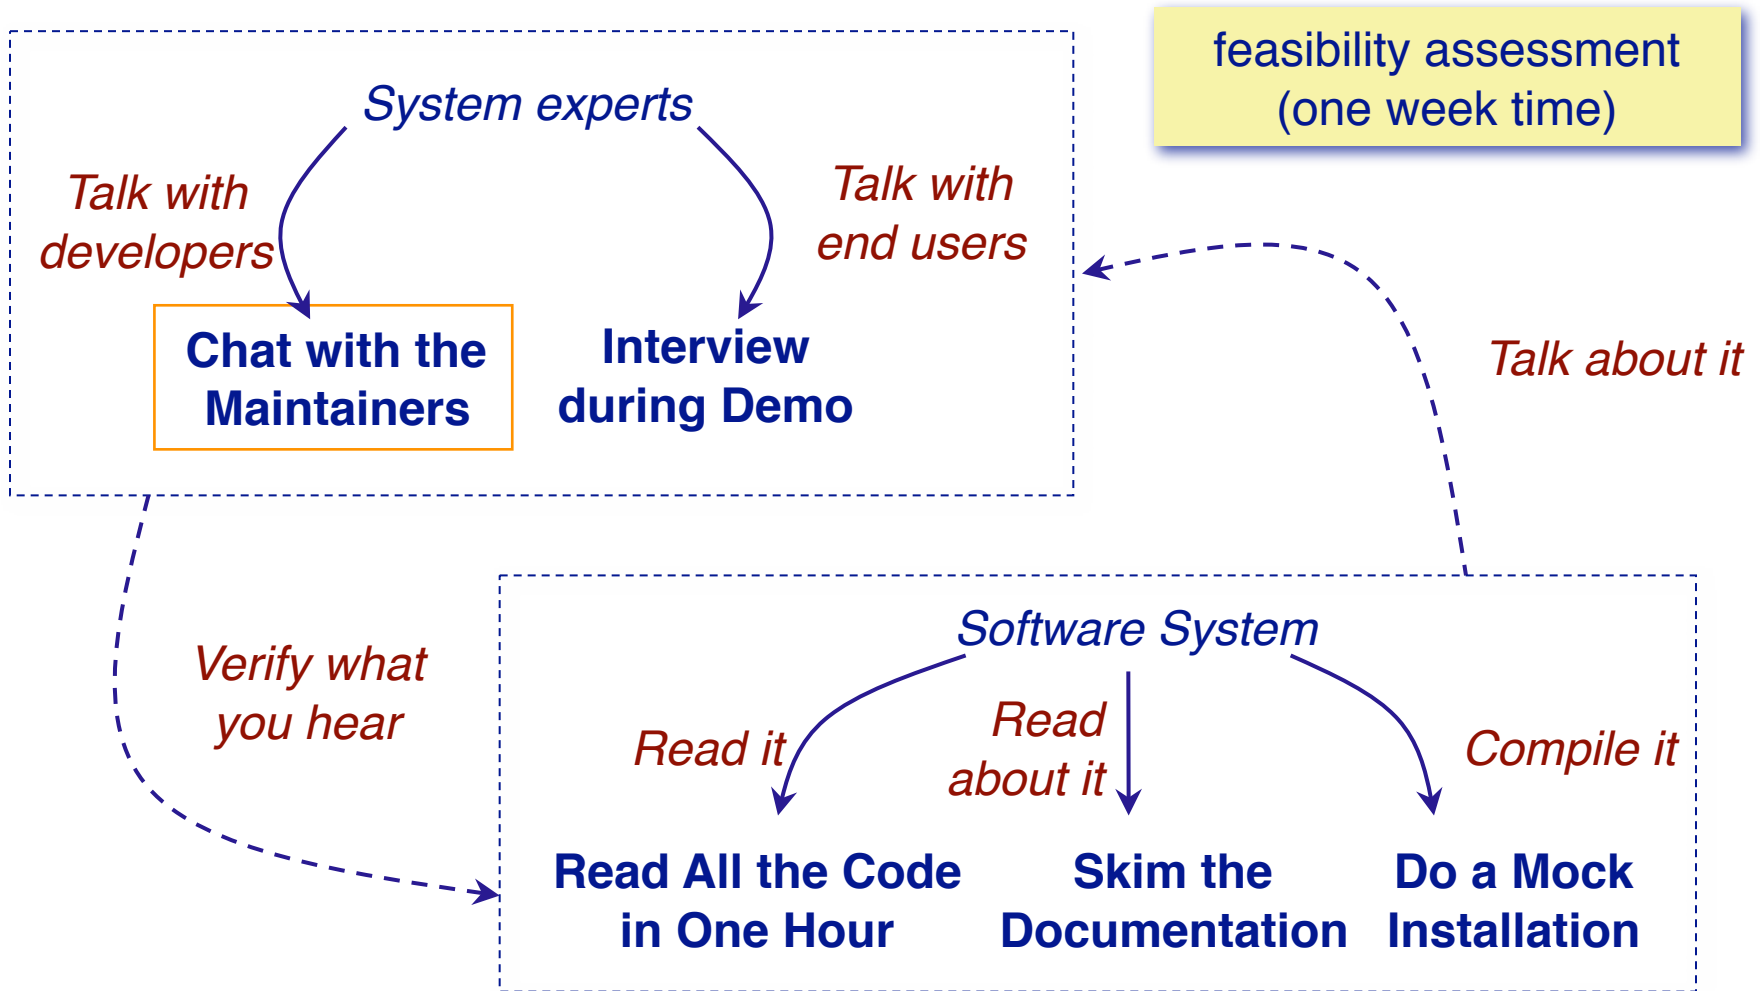 feasibility assessment
(one week time)
System experts
Talk with
developers
Talk with
end users
Chat with the
Maintainers
Interview
during Demo
Talk about it
Verify what
you hear
Software System
Read it
Read
about it
Compile it
Read All the Code
in One Hour
Skim the
Documentation
Do a Mock
Installation